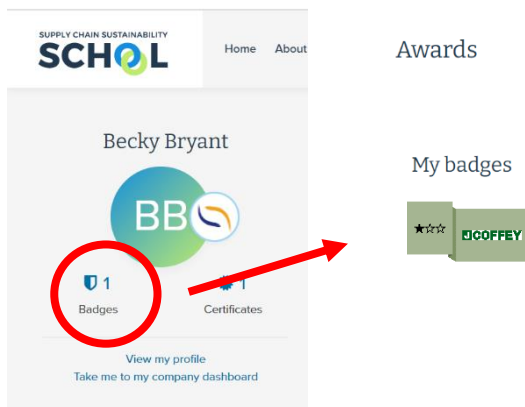 SUPPLY CHAIN SUSTAINABILITY
SCHOOL
Home About
Becky Bryant
BB
1
Badges
1
Certificates
View my profile
Take me to my company dashboard
Awards
My badges
★☆☆
COFFEY